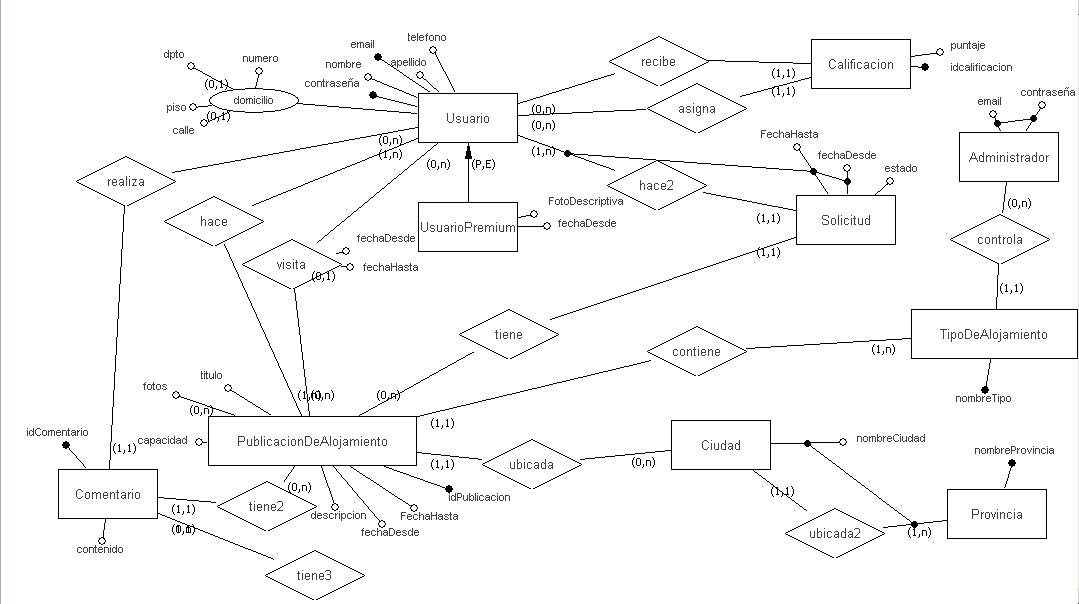 telefono
email
dpto
numero
nombre
apellido
contraseña
(0,1)
domicilio
piso
(0,1)
calle
Usuario
recibe
(1,1)
Calificacion
puntaje
idcalificacion
(1,1)
asigna
(0,n)
(0,n)
email
contraseña
Administrador
(0,n)
(1,n)
(0,n)
(P,E)
(1,n)
FechaHasta
fechaDesde
estado
realiza
hace2
hace
FotoDescriptiva
fechaDesde
UsuarioPremium
(1,1)
Solicitud
(0,n)
controla
(1,1)
fechaDesde
fechaHasta
visita
(0,1)
(1,1)
tiene
contiene
(1,n)
TipoDeAlojamiento
nombreTipo
titulo
fotos
(0,n)
(0,n)
(0,n)
capacidad
PublicacionDeAlojamiento
(1,1)
(1,1)
ubicada
(0,n)
Ciudad
nombreCiudad
nombreProvincia
idComentario
(1,1)
Comentario
(1,1)
tiene2
(0,n)
idPublicacion
descripcion
FechaHasta
fechaDesde
(1,1)
Provincia
ubicada2
(1,n)
contenido
tiene3